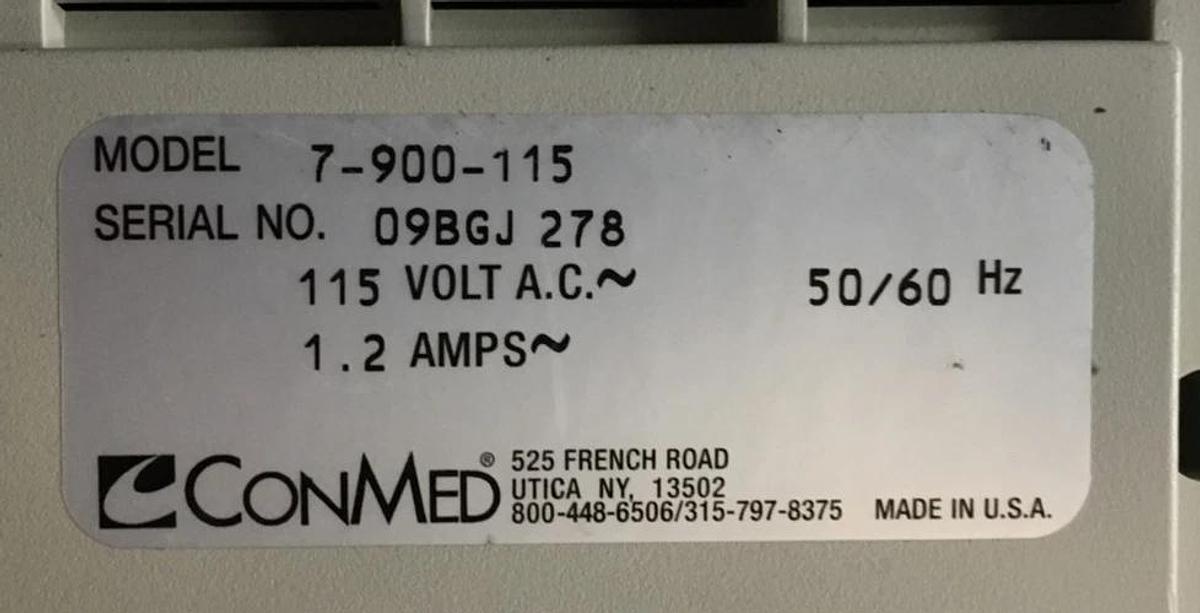 MODEL 7-900-115
SERIAL NO. 09BGJ 278
115 VOLT A.C.~ 50/60 Hz
1.2 AMPS~
CONMED® 525 FRENCH ROAD
UTICA NY, 13502
800-448-6506/315-797-8375 MADE IN U.S.A.